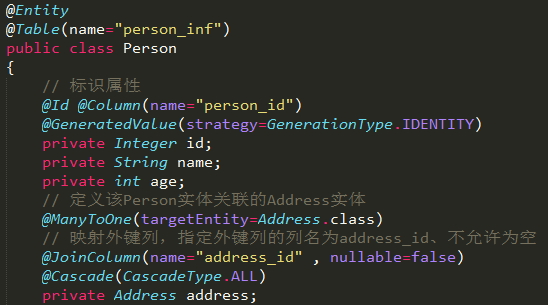 @Entity
@Table(name="person_inf")
public class Person
{
// 标识属性
@Id @Column(name="person_id")
@GeneratedValue(strategy=GenerationType.IDENTITY)
private Integer id;
private String name;
private int age;
// 定义该Person实体关联的Address实体
@ManyToOne(targetEntity=Address.class)
// 映射外键列，指定外键列的列名为address_id、不允许为空
@JoinColumn(name="address_id" , nullable=false)
@Cascade(CascadeType.ALL)
private Address address;